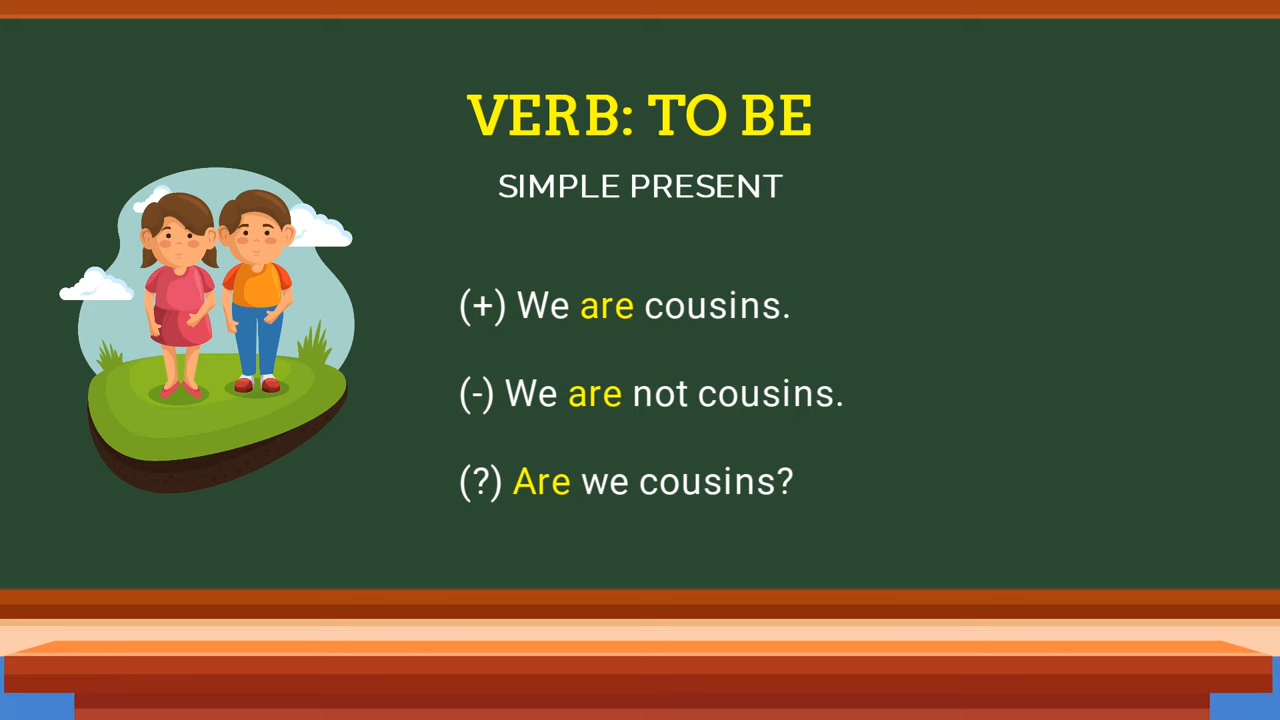 VERB: TO BE
SIMPLE PRESENT
(+) We are cousins.
(-) We are not cousins.
(?) Are we cousins?